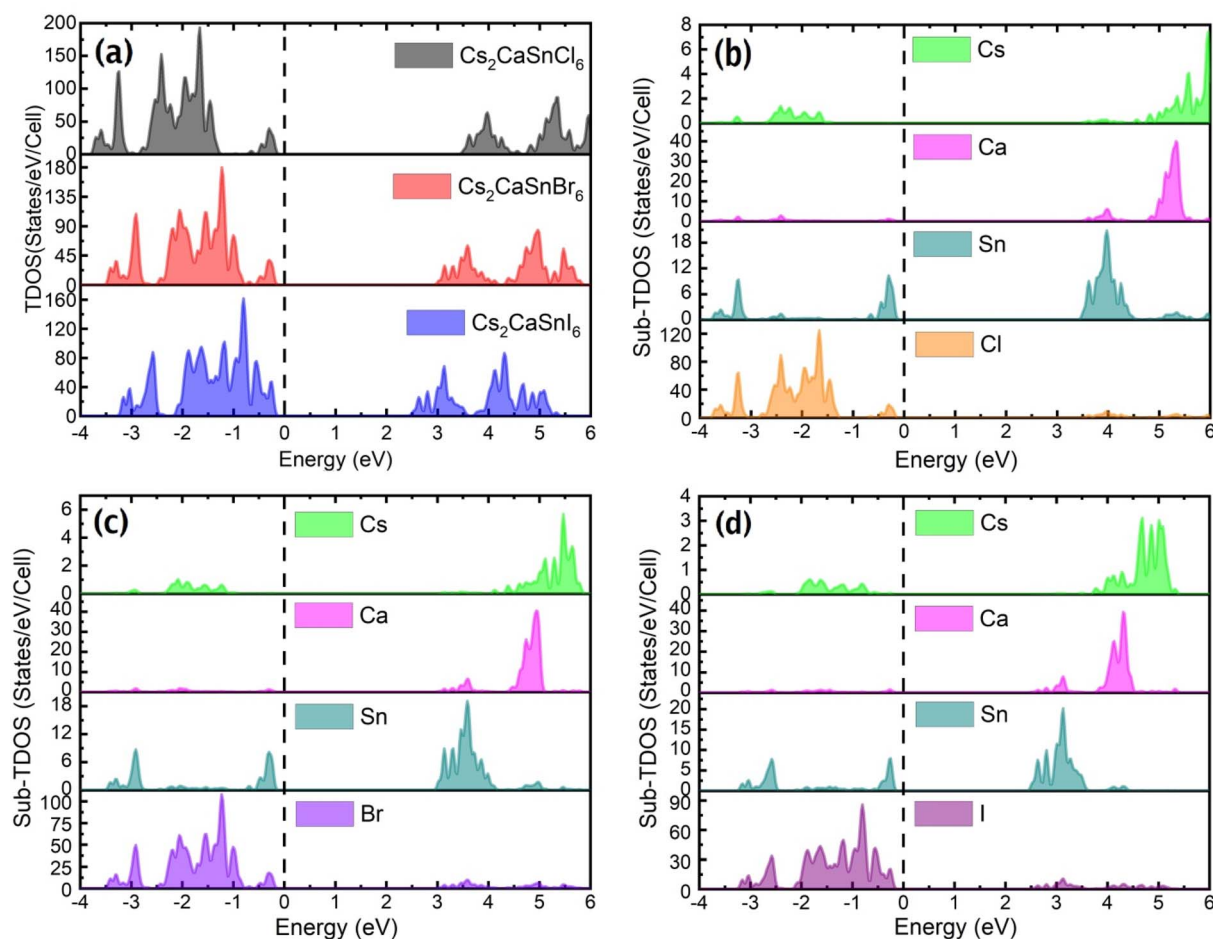 (a)
TDOS(States/eV/Cell)
200
150
100
50
0
Cs₂CaSnCl₆
180
135
90
45
0
Cs₂CaSnBr₆
160
120
80
40
0
Cs₂CaSnI₆
-4 -3 -2 -1 0 1 2 3 4 5 6
Energy (eV)
(b)
Sub-TDOS (States/eV/Cell)
8
6
4
2
0
Cs
40
30
20
10
0
Ca
18
12
6
0
Sn
120
80
40
0
Cl
-4 -3 -2 -1 0 1 2 3 4 5 6
Energy (eV)
(c)
Sub-TDOS (States/eV/Cell)
6
4
2
0
Cs
40
30
20
10
0
Ca
18
12
6
0
Sn
100
75
50
25
0
Br
-4 -3 -2 -1 0 1 2 3 4 5 6
Energy (eV)
(d)
Sub-TDOS (States/eV/Cell)
4
3
2
1
0
Cs
40
30
20
10
0
Ca
20
15
10
5
0
Sn
90
60
30
0
I
-4 -3 -2 -1 0 1 2 3 4 5 6
Energy (eV)